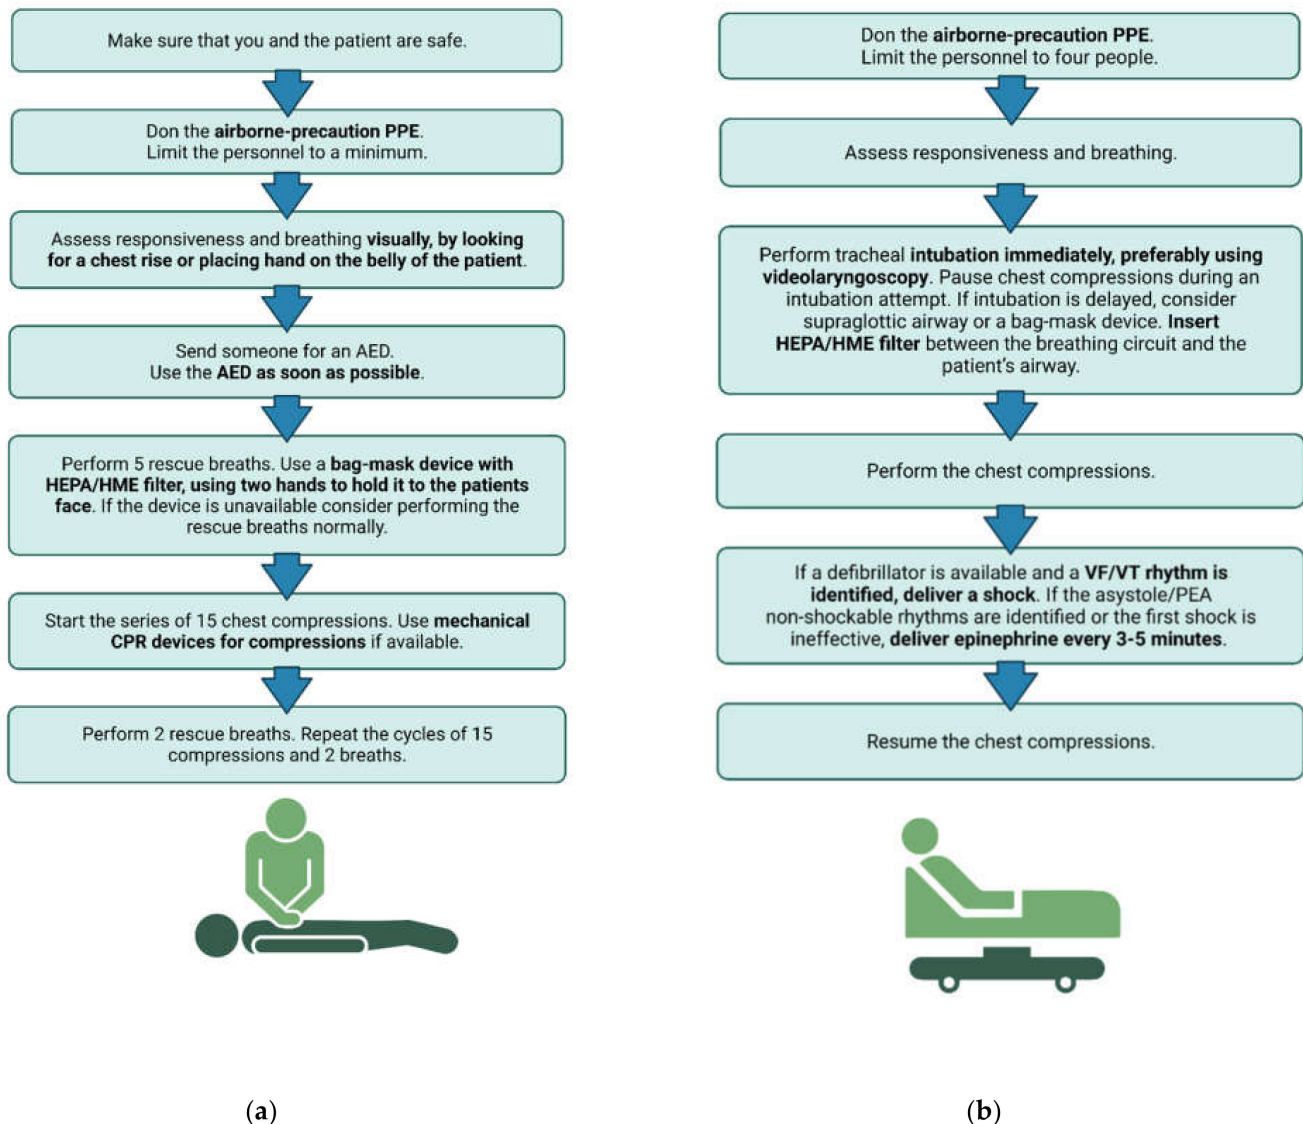 Make sure that you and the patient are safe.
Don the airborne-precaution PPE.
Limit the personnel to a minimum.
Assess responsiveness and breathing visually, by looking
for a chest rise or placing hand on the belly of the patient.
Send someone for an AED.
Use the AED as soon as possible.
Perform 5 rescue breaths. Use a bag-mask device with
HEPA/HME filter, using two hands to hold it to the patients
face. If the device is unavailable consider performing the
rescue breaths normally.
Start the series of 15 chest compressions. Use mechanical
CPR devices for compressions if available.
Perform 2 rescue breaths. Repeat the cycles of 15
compressions and 2 breaths.
(a)
Don the airborne-precaution PPE.
Limit the personnel to four people.
Assess responsiveness and breathing.
Perform tracheal intubation immediately, preferably using
videolaryngoscopy. Pause chest compressions during an
intubation attempt. If intubation is delayed, consider
supraglottic airway or a bag-mask device. Insert
HEPA/HME filter between the breathing circuit and the
patient's airway.
Perform the chest compressions.
If a defibrillator is available and a VF/VT rhythm is
identified, deliver a shock. If the asystole/PEA
non-shockable rhythms are identified or the first shock is
ineffective, deliver epinephrine every 3-5 minutes.
Resume the chest compressions.
(b)